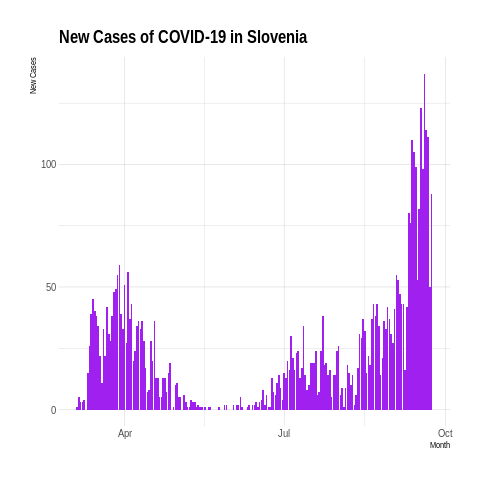 New Cases of COVID-19 in Slovenia
New Cases
100
50
0
Apr
Jul
Oct
Month